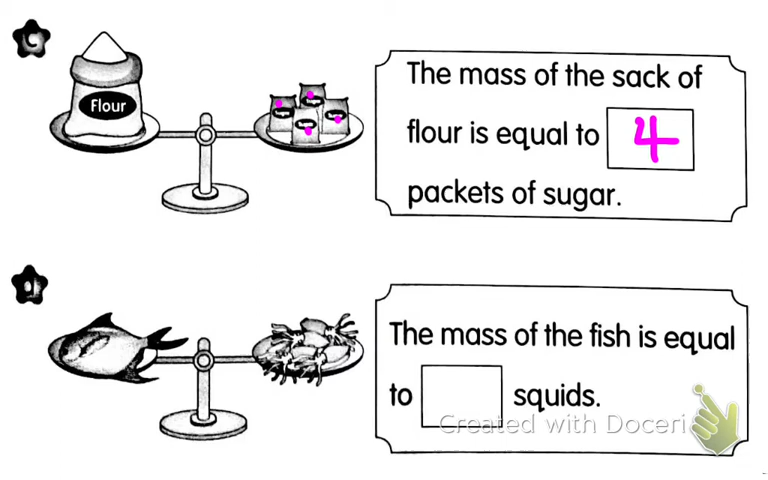 c
Flour
The mass of the sack of
flour is equal to 4
packets of sugar.
d
The mass of the fish is equal
to squids.
Created with Doceri